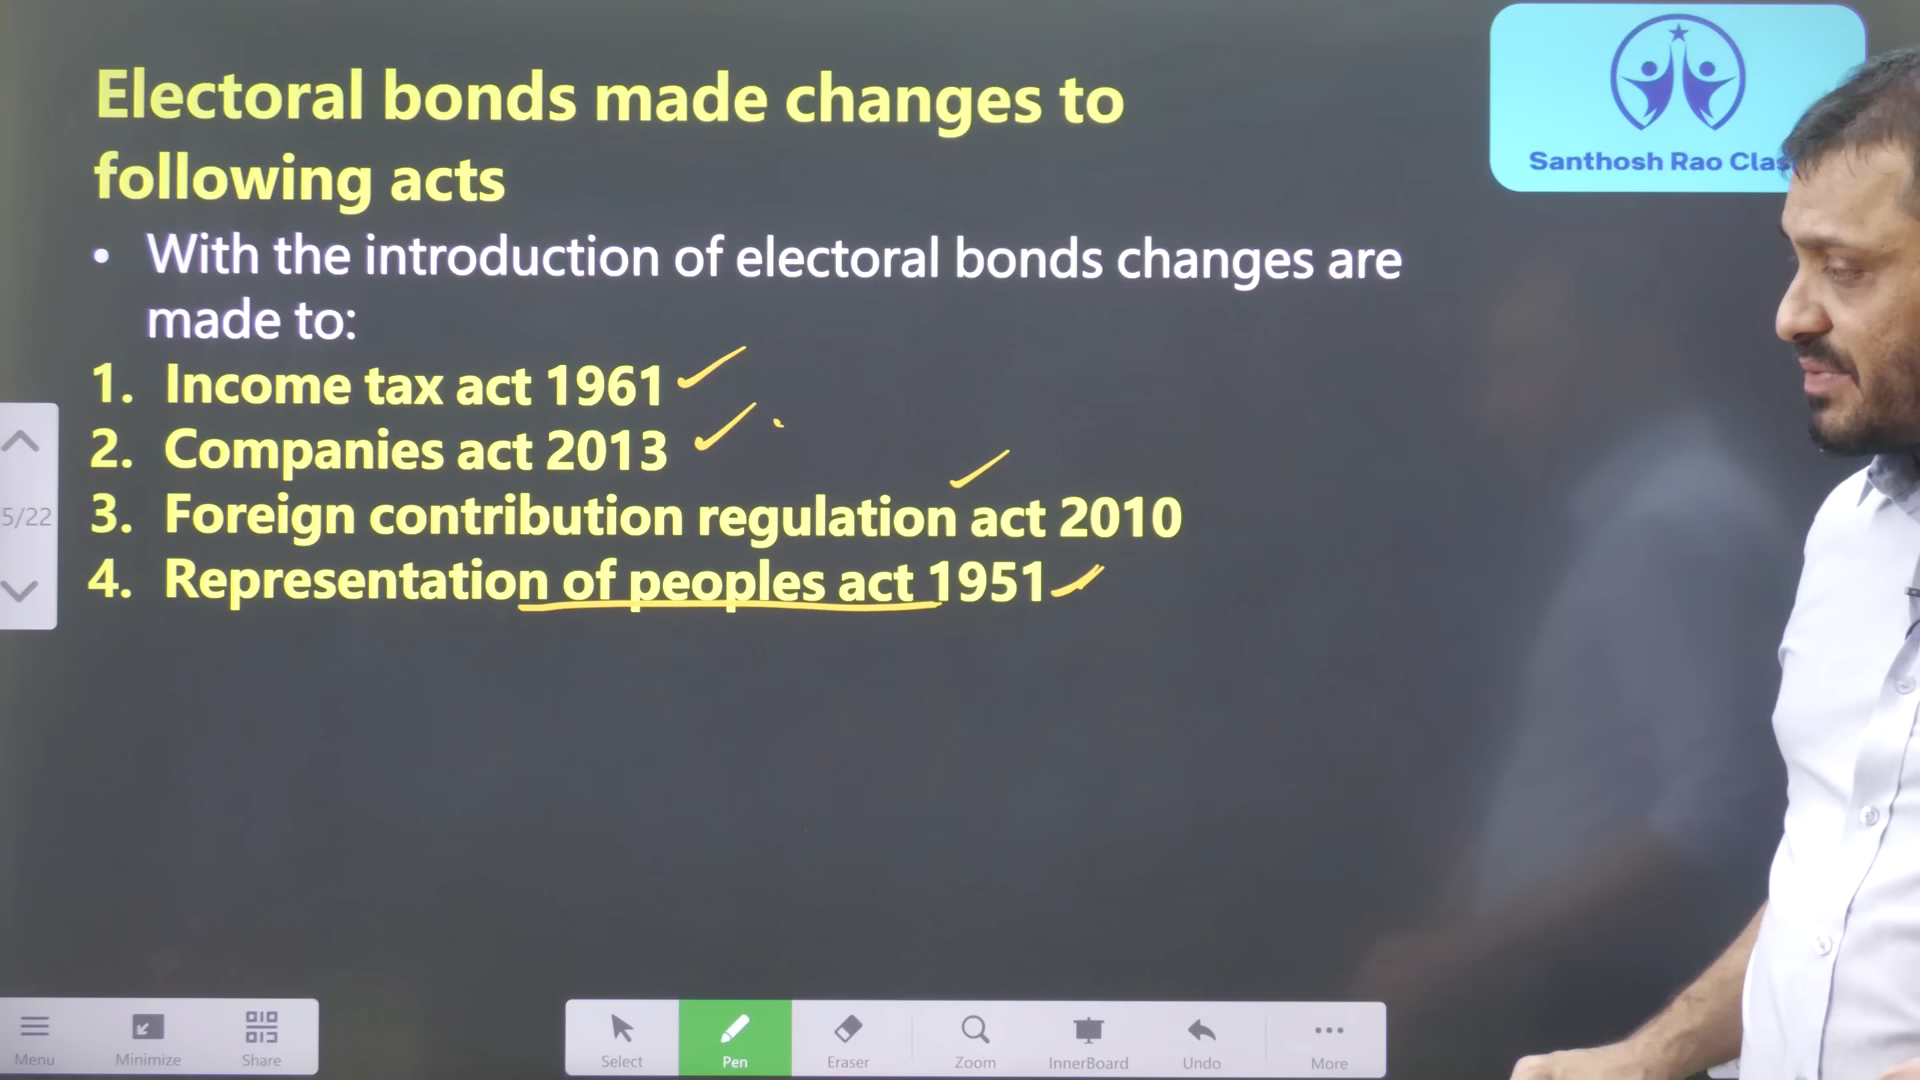 Electoral bonds made changes to
following acts
• With the introduction of electoral bonds changes are
made to:
1. Income tax act 1961
2. Companies act 2013
3. Foreign contribution regulation act 2010
4. Representation of peoples act 1951
Santhosh Rao Clas
5/22
Menu
Minimize
Share
Select
Pen
Eraser
Zoom
InnerBoard
Undo
More